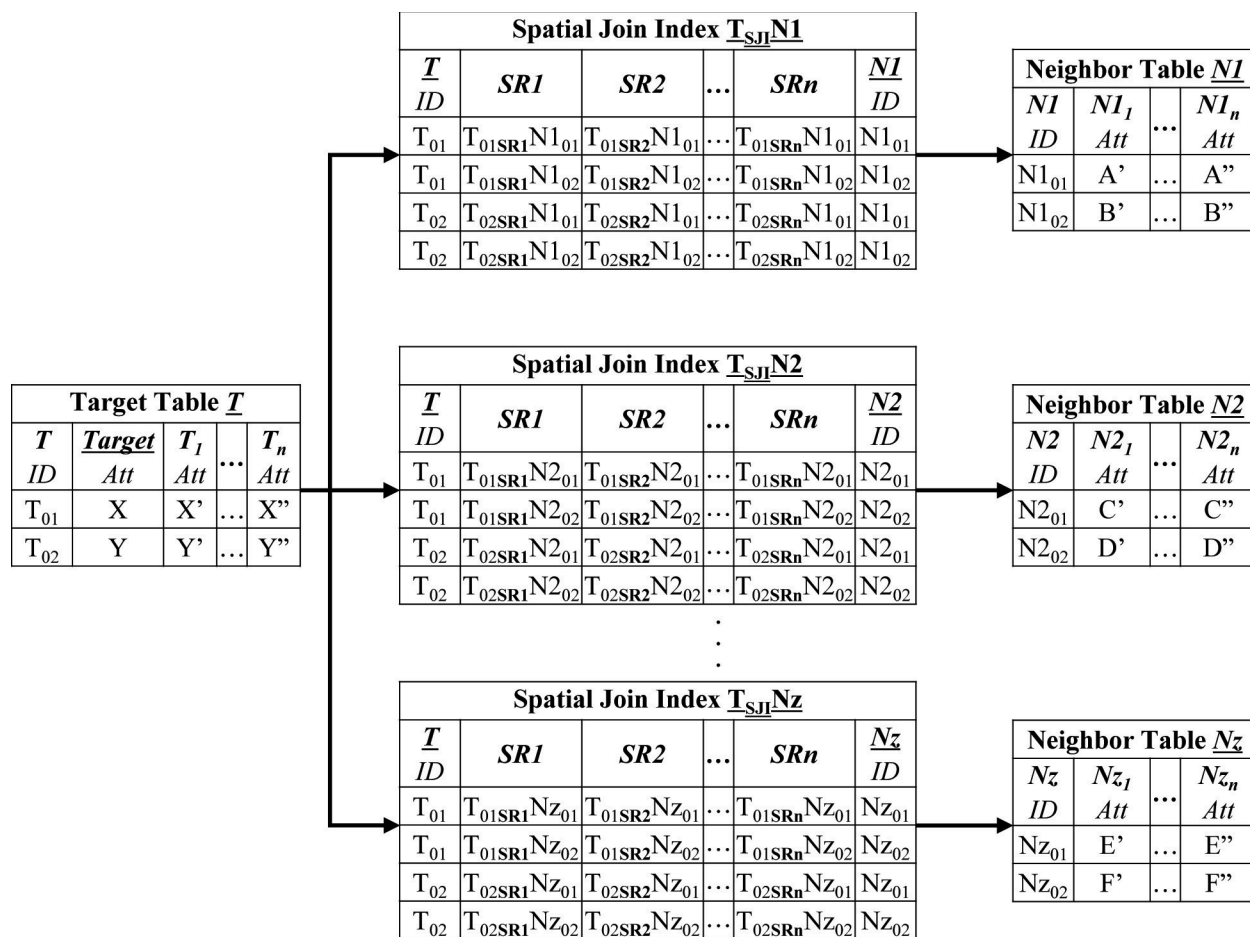 Spatial Join Index T_SJI N1
T ID SR1 SR2 … SRn N1 ID
T01 T01SR1N101 T01SR2N101 … T01SRnN101 N101
T01 T01SR1N102 T01SR2N102 … T01SRnN102 N102
T02 T02SR1N101 T02SR2N101 … T02SRnN101 N101
T02 T02SR1N102 T02SR2N102 … T02SRnN102 N102
Neighbor Table N1
N1 N11 … N1n
ID Att Att
N101 A’ … A”
N102 B’ … B”
Target Table T
T Target T1 … Tn
ID Att Att Att
T01 X X’ … X”
T02 Y Y’ … Y”
Spatial Join Index T_SJI N2
T ID SR1 SR2 … SRn N2 ID
T01 T01SR1N201 T01SR2N201 … T01SRnN201 N201
T01 T01SR1N202 T01SR2N202 … T01SRnN202 N202
T02 T02SR1N201 T02SR2N201 … T02SRnN201 N201
T02 T02SR1N202 T02SR2N202 … T02SRnN202 N202
Neighbor Table N2
N2 N21 … N2n
ID Att Att
N201 C’ … C”
N202 D’ … D”
Spatial Join Index T_SJI Nz
T ID SR1 SR2 … SRn Nz ID
T01 T01SR1Nz01 T01SR2Nz01 … T01SRnNz01 Nz01
T01 T01SR1Nz02 T01SR2Nz02 … T01SRnNz02 Nz02
T02 T02SR1Nz01 T02SR2Nz01 … T02SRnNz01 Nz01
T02 T02SR1Nz02 T02SR2Nz02 … T02SRnNz02 Nz02
Neighbor Table Nz
Nz Nz1 … Nzn
ID Att Att
Nz01 E’ … E”
Nz02 F’ … F”